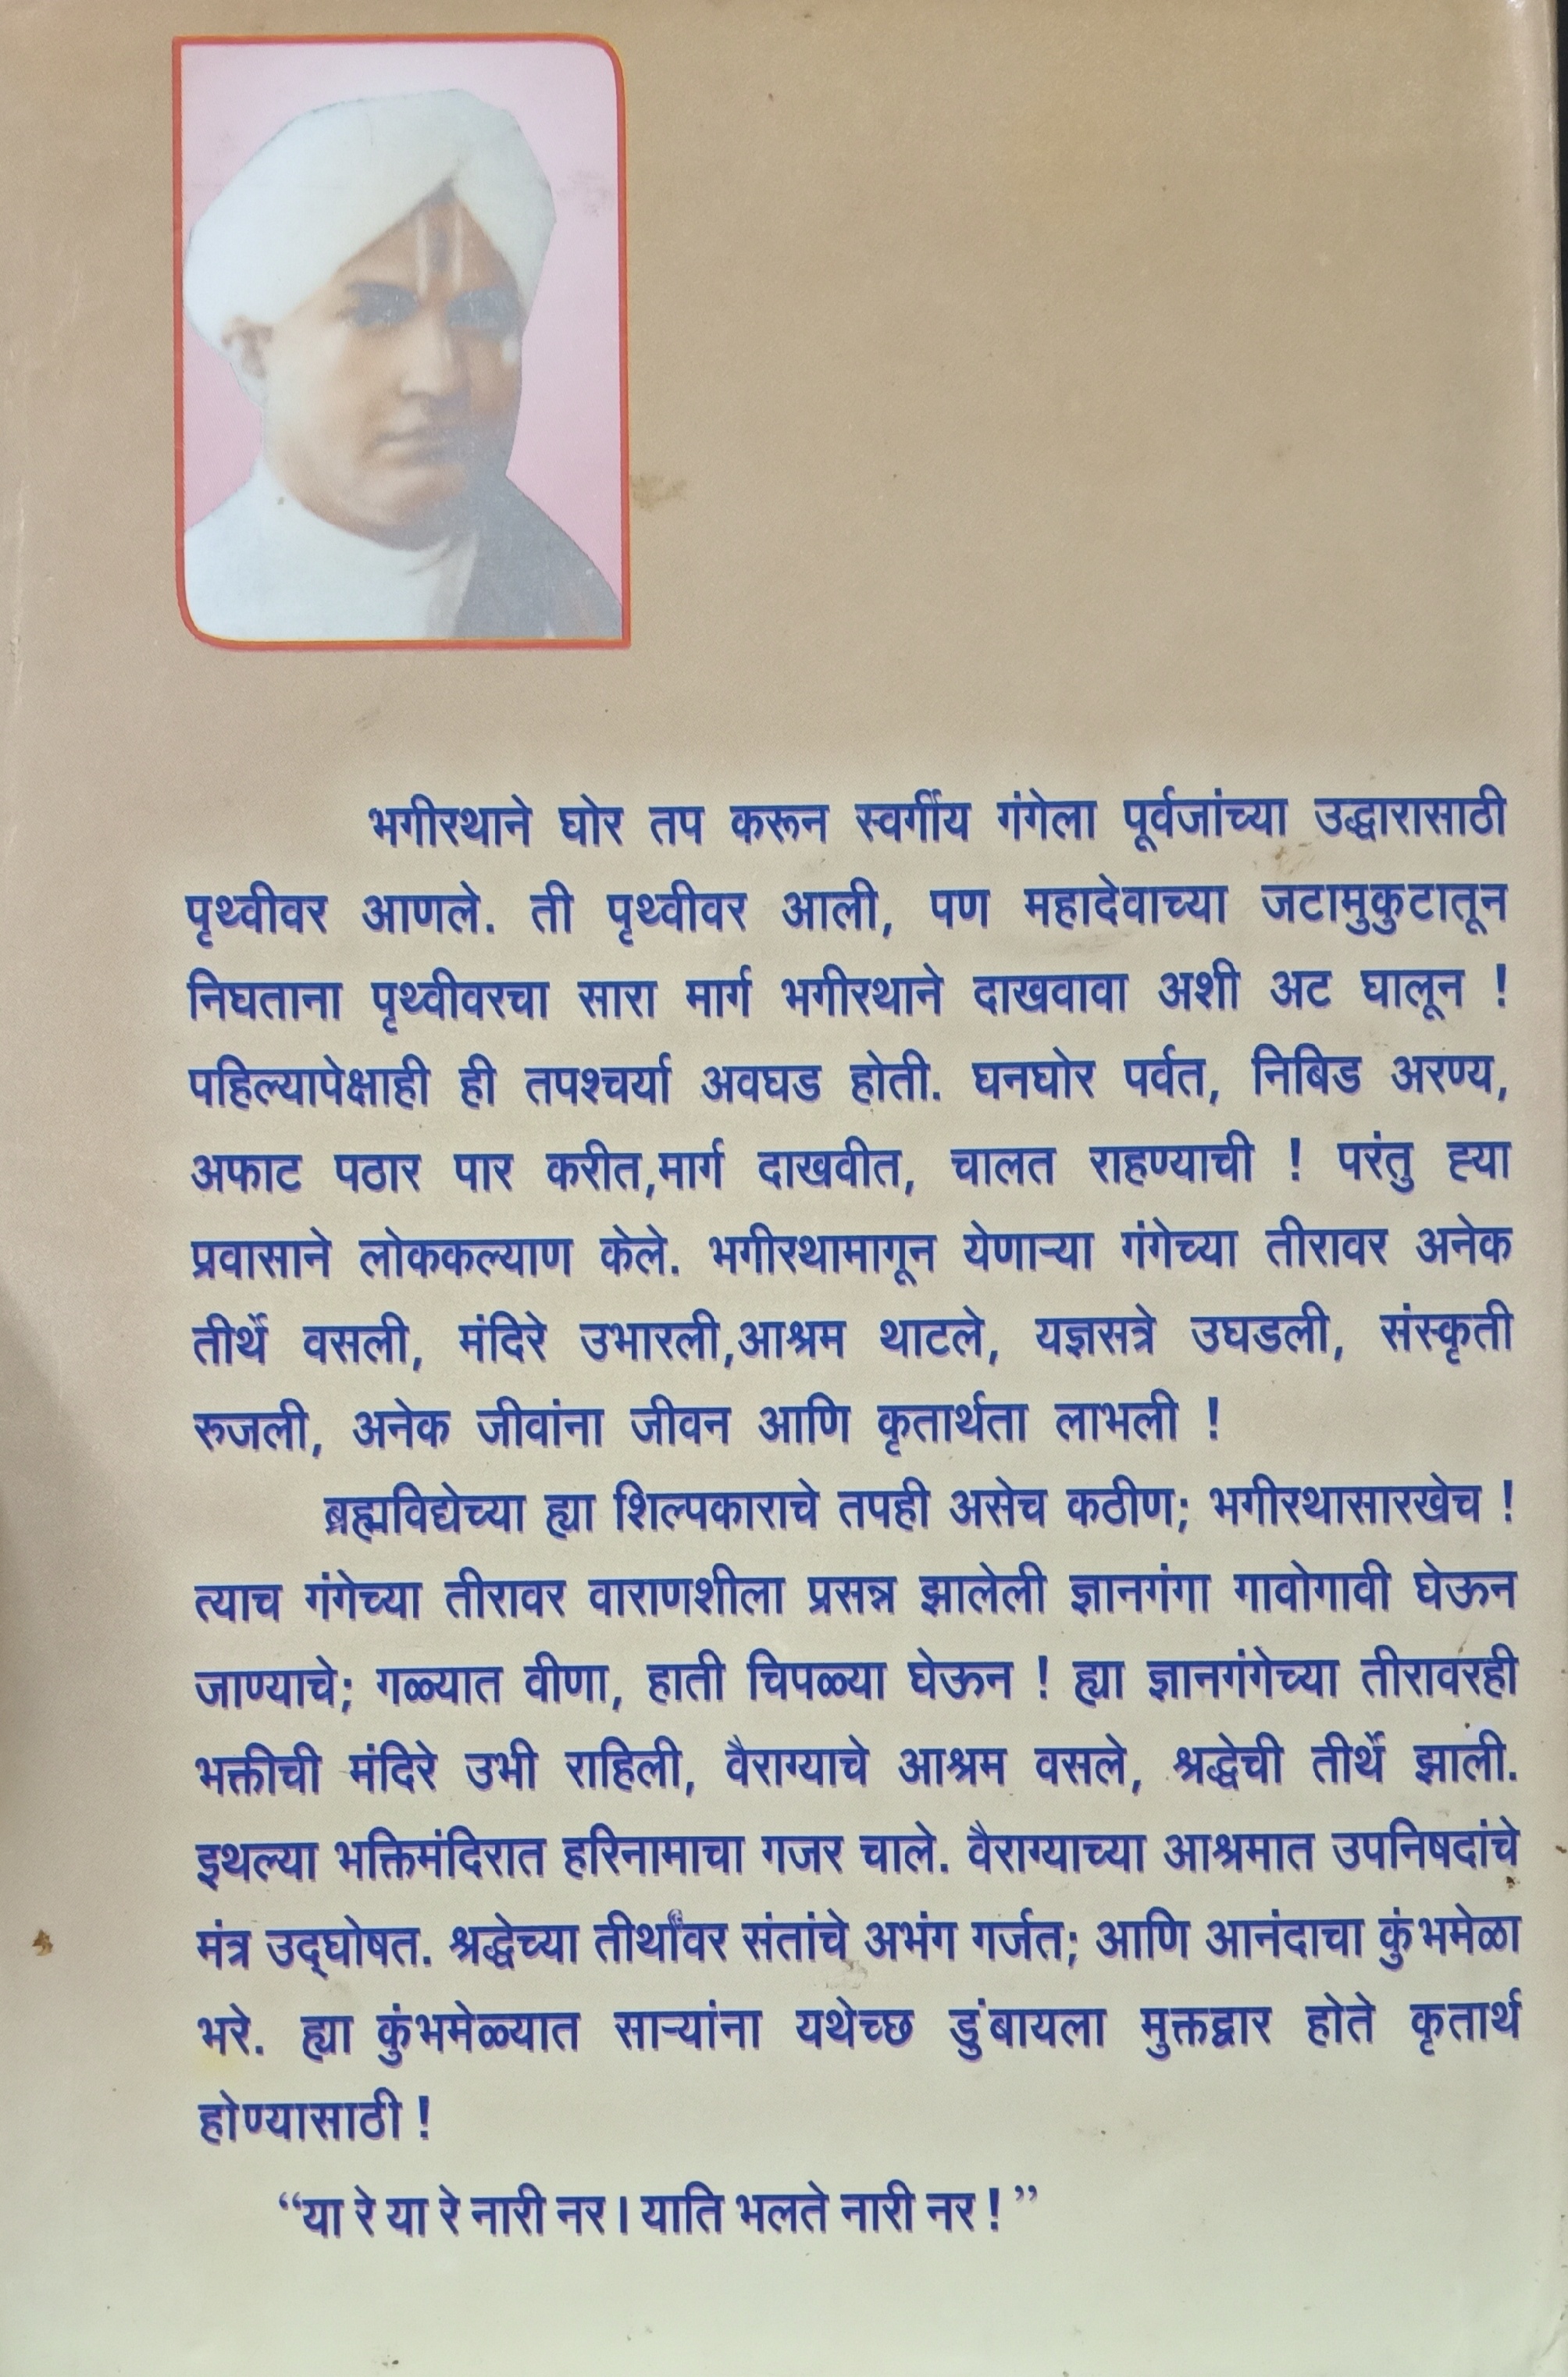 भगीरथाने घोर तप करून स्वर्गीय गंगेला पूर्वजांच्या उद्धारासाठी
पृथ्वीवर आणले. ती पृथ्वीवर आली, पण महादेवाच्या जटामुकुटातून
निघताना पृथ्वीवरचा सारा मार्ग भगीरथाने दाखवावा अशी अट घालून !
पहिल्यापेक्षाही ही तपश्चर्या अवघड होती. घनघोर पर्वत, निबिड अरण्य,
अफाट पठार पार करीत,मार्ग दाखवीत, चालत राहण्याची ! परंतु ह्या
प्रवासाने लोककल्याण केले. भगीरथामागून येणाऱ्या गंगेच्या तीरावर अनेक
तीर्थे वसली, मंदिरे उभारली,आश्रम थाटले, यज्ञसत्रे उघडली, संस्कृती
रुजली, अनेक जीवांना जीवन आणि कृतार्थता लाभली !
ब्रह्मविद्येच्या ह्या शिल्पकाराचे तपही असेच कठीण; भगीरथासारखेच !
त्याच गंगेच्या तीरावर वाराणशीला प्रसन्न झालेली ज्ञानगंगा गावोगावी घेऊन
जाण्याचे; गळ्यात वीणा, हाती चिपळ्या घेऊन ! ह्या ज्ञानगंगेच्या तीरावरही
भक्तीची मंदिरे उभी राहिली, वैराग्याचे आश्रम वसले, श्रद्धेची तीर्थे झाली.
इथल्या भक्तिमंदिरात हरिनामाचा गजर चाले. वैराग्याच्या आश्रमात उपनिषदांचे
मंत्र उद्‌घोषत. श्रद्धेच्या तीर्थांवर संतांचे अभंग गर्जत; आणि आनंदाचा कुंभमेळा
भरे. ह्या कुंभमेळ्यात साऱ्यांना यथेच्छ डुंबायला मुक्तद्वार होते कृतार्थ
होण्यासाठी !
“या रे या रे नारी नर । याति भलते नारी नर ! ”